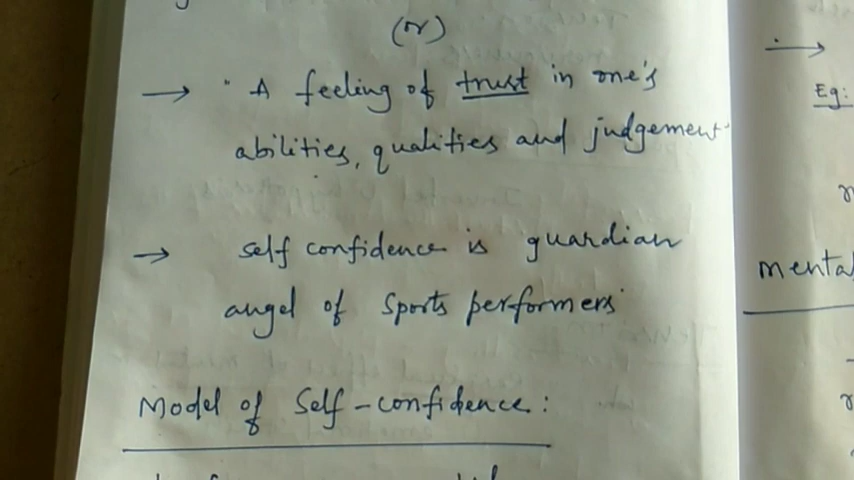 (or)
→ "A feeling of trust in one's
abilities, qualities and judgement"
→ self confidence is guardian
angel of sports performers
Model of Self-confidence:
Eg:
mental